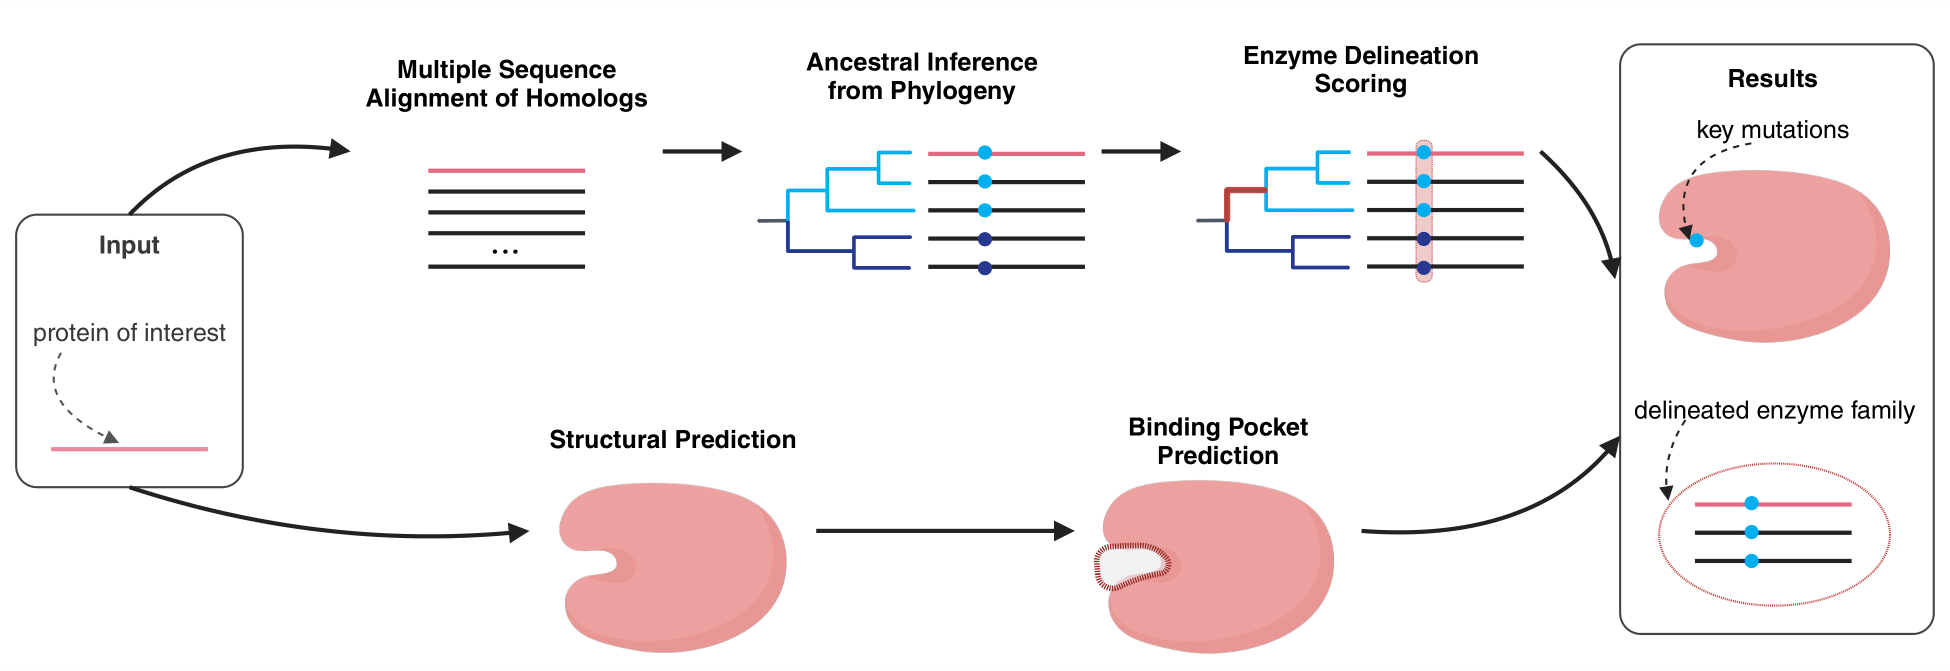 Input
protein of interest
Multiple Sequence
Alignment of Homologs
...
Ancestral Inference
from Phylogeny
Enzyme Delineation
Scoring
Structural Prediction
Binding Pocket
Prediction
Results
key mutations
delineated enzyme family